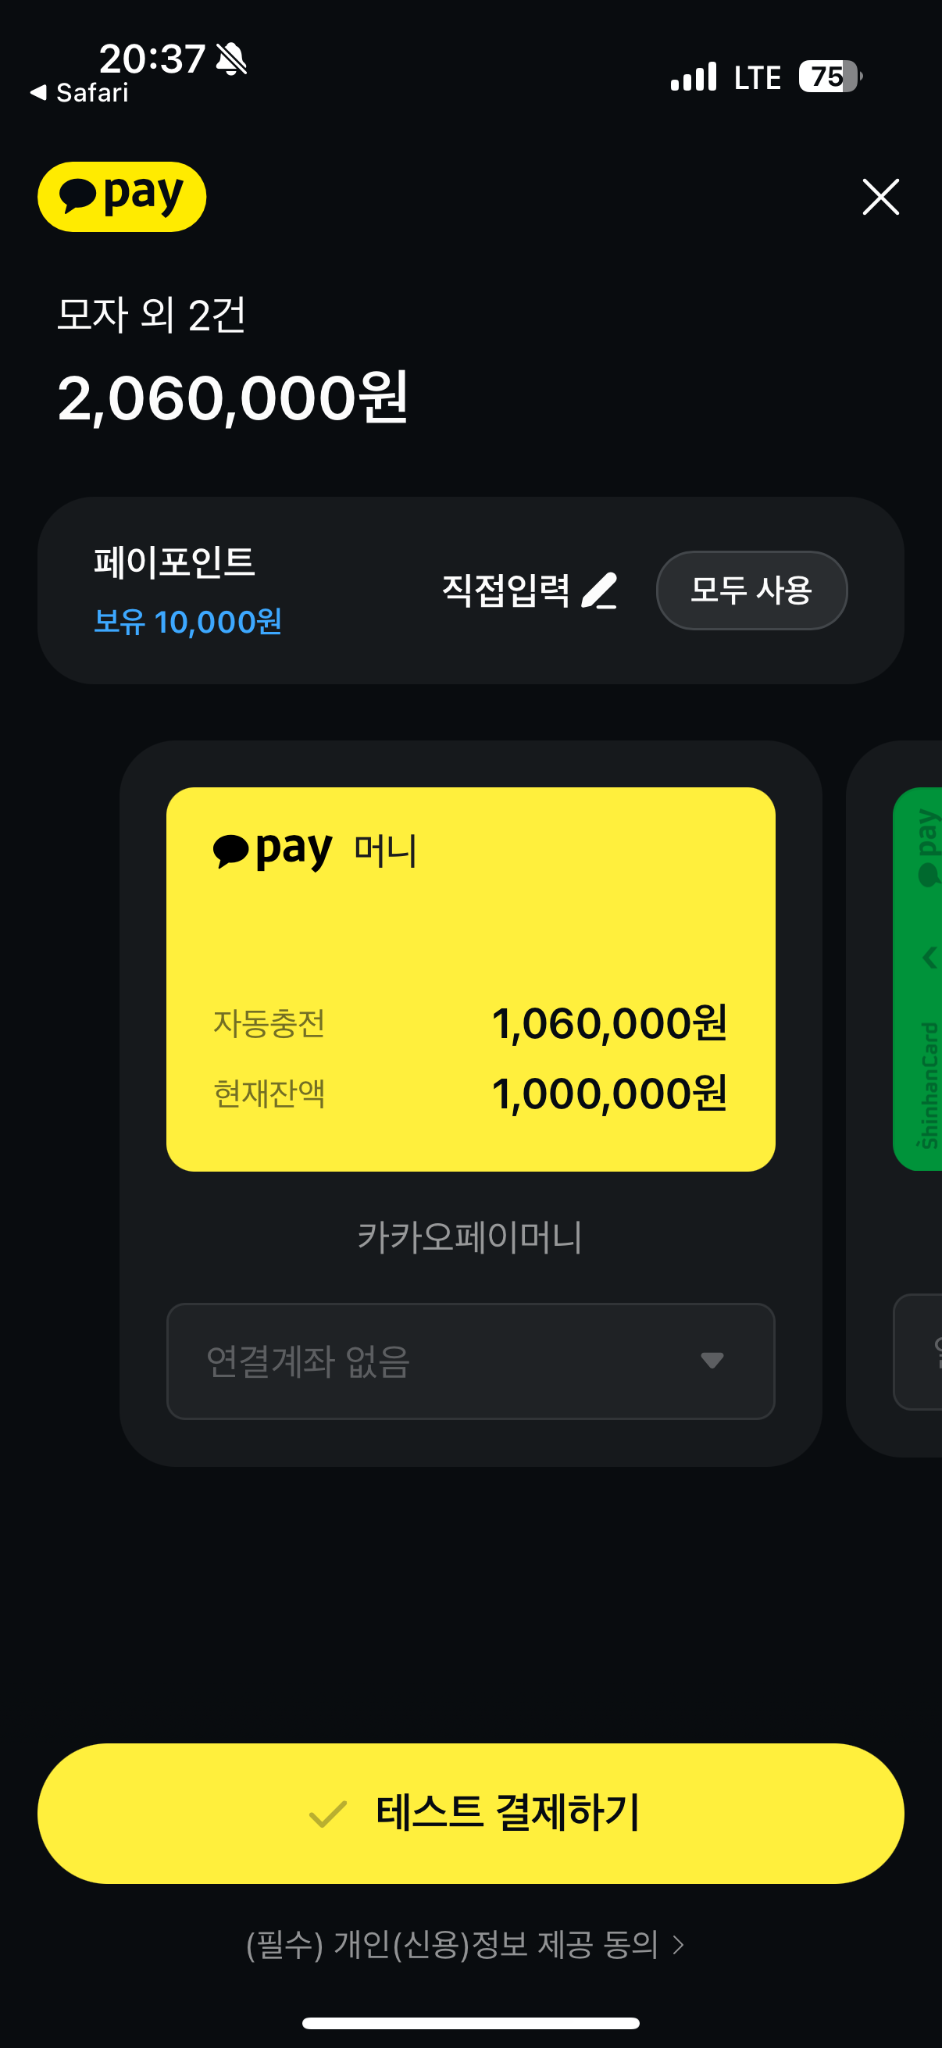 20:37
Safari
LTE 75
pay
모자 외 2건
2,060,000원
페이포인트
보유 10,000원
직접입력
모두 사용
pay 머니
자동충전 1,060,000원
현재잔액 1,000,000원
카카오페이머니
연결계좌 없음
pay
ShinhanCard
테스트 결제하기
(필수) 개인(신용)정보 제공 동의 >